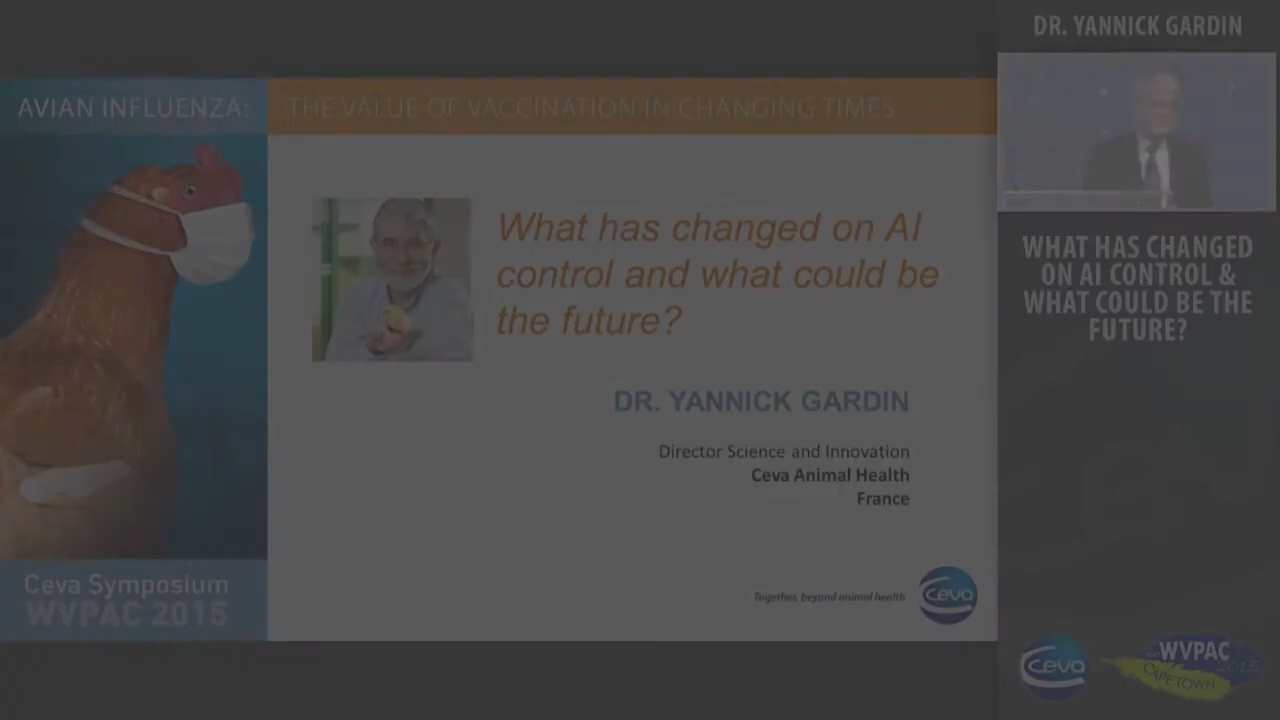 DR. YANNICK GARDIN
AVIAN INFLUENZA:
THE VALUE OF VACCINATION IN CHANGING TIMES
What has changed on AI
control and what could be
the future?
DR. YANNICK GARDIN
Director Science and Innovation
Ceva Animal Health
France
Together, beyond animal health
Ceva
Ceva Symposium
WVPAC 2015
WHAT HAS CHANGED
ON AI CONTROL &
WHAT COULD BE THE
FUTURE?
Ceva
WVPAC
2015
CAPE TOWN